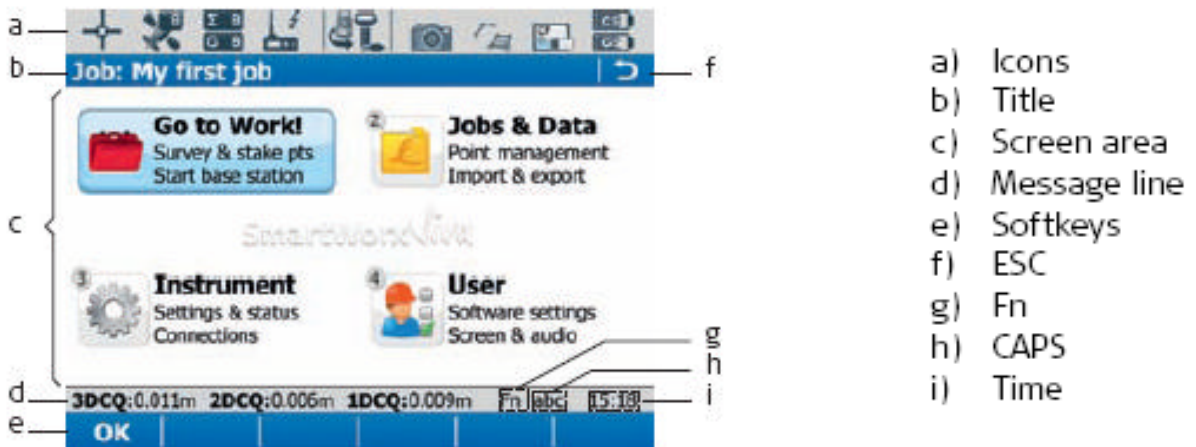 a
b Job: My first job f
Go to Work!
Survey & stake pts
Start base station
2 Jobs & Data
Point management
Import & export
c
SmartWorx Viva
3 Instrument
Settings & status
Connections
4 User
Software settings
Screen & audio
g
h
d 3DCQ:0.011m 2DCQ:0.006m 1DCQ:0.009m Fn abc 15:18 i
e OK
a) Icons
b) Title
c) Screen area
d) Message line
e) Softkeys
f) ESC
g) Fn
h) CAPS
i) Time